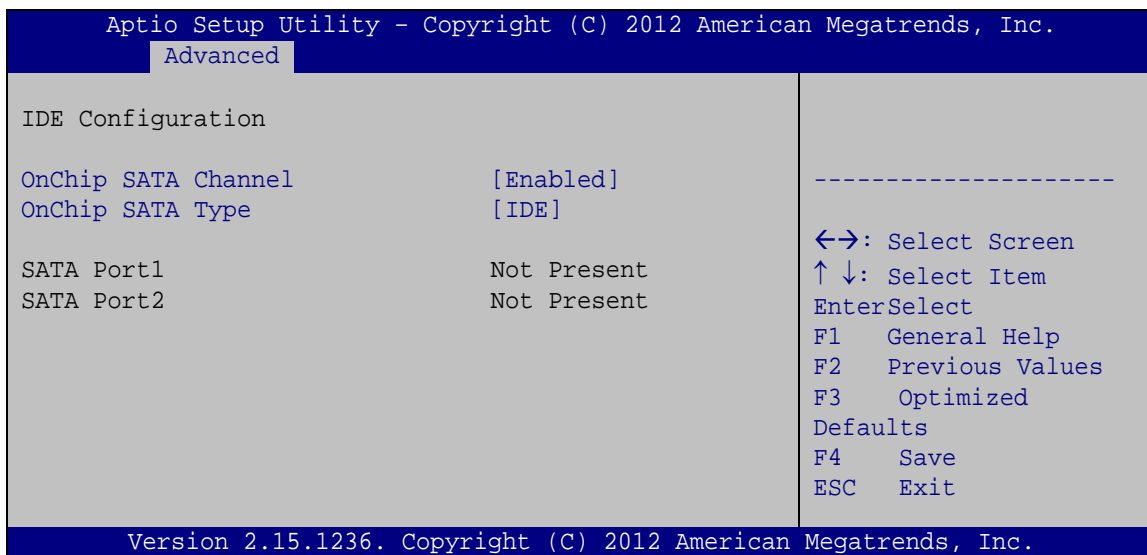 Aptio Setup Utility – Copyright (C) 2012 American Megatrends, Inc.
Advanced
IDE Configuration
OnChip SATA Channel [Enabled]
OnChip SATA Type [IDE]
SATA Port1 Not Present
SATA Port2 Not Present
---------------------
←→: Select Screen
↑ ↓: Select Item
EnterSelect
F1 General Help
F2 Previous Values
F3 Optimized
Defaults
F4 Save
ESC Exit
Version 2.15.1236. Copyright (C) 2012 American Megatrends, Inc.